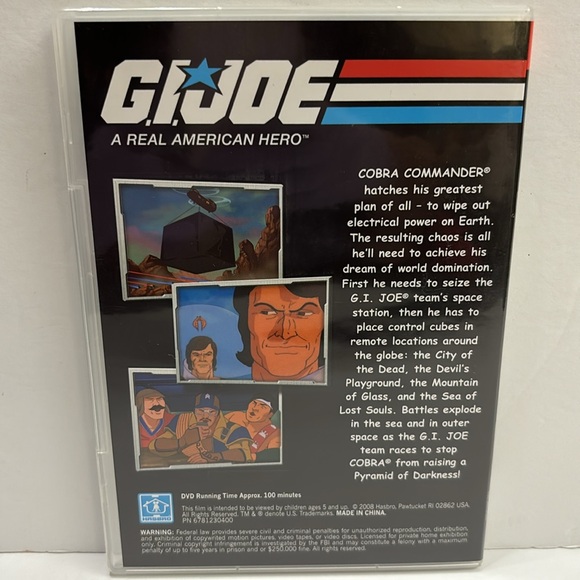 G.I.JOE
A REAL AMERICAN HERO™
COBRA COMMANDER®
hatches his greatest
plan of all – to wipe out
electrical power on Earth.
The resulting chaos is all
he'll need to achieve his
dream of world domination.
First he needs to seize the
G.I. JOE® team's space
station, then he has to
place control cubes in
remote locations around
the globe: the City of
the Dead, the Devil's
Playground, the Mountain
of Glass, and the Sea of
Lost Souls. Battles explode
in the sea and in outer
space as the G.I. JOE
team races to stop
COBRA® from raising a
Pyramid of Darkness!
HASBRO
DVD Running Time Approx. 100 minutes
This film is intended to be viewed by children ages 5 and up. © 2008 Hasbro, Pawtucket RI 02862 USA.
All Rights Reserved. TM & ® denote U.S. Trademarks. MADE IN CHINA.
PN 6781230400
WARNING: Federal law provides severe civil and criminal penalties for unauthorized reproduction, distribution,
and exhibition of copyrighted motion pictures, video tapes, or video discs. Licensed for private home exhibition
only. Criminal copyright infringement is investigated by the FBI and may constitute a felony with a maximum
penalty of up to five years in prison and or $250,000 fine. All Rights Reserved.